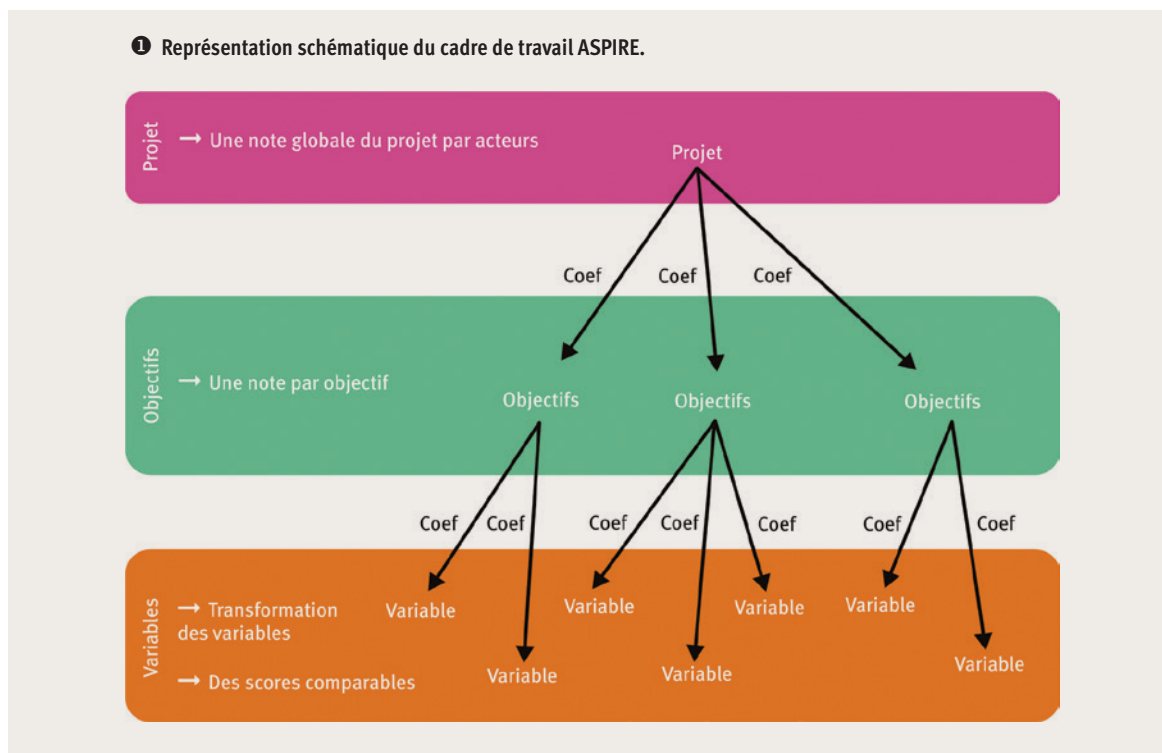 ❶ Représentation schématique du cadre de travail ASPIRE.
Projet
→ Une note globale du projet par acteurs
Projet
Coef Coef Coef
Objectifs
→ Une note par objectif
Objectifs Objectifs Objectifs
Coef Coef Coef Coef Coef Coef Coef
Variables
→ Transformation
des variables
Variable Variable Variable Variable
→ Des scores comparables
Variable Variable Variable